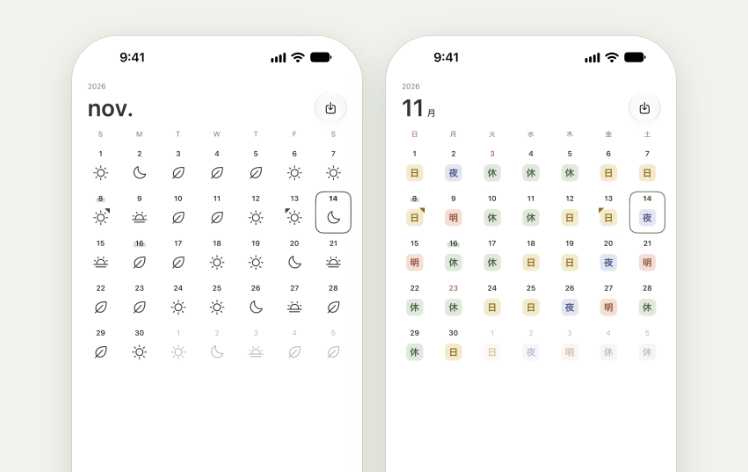 9:41
2026
nov.
S M T W T F S
1 2 3 4 5 6 7
8 9 10 11 12 13 14
15 16 17 18 19 20 21
22 23 24 25 26 27 28
29 30 1 2 3 4 5
9:41
2026
11月
日 月 火 水 木 金 土
1 2 3 4 5 6 7
日 夜 休 休 休 日 日
8 9 10 11 12 13 14
日 明 休 休 日 日 夜
15 16 17 18 19 20 21
明 休 休 日 日 夜 明
22 23 24 25 26 27 28
休 休 日 日 夜 明 休
29 30 1 2 3 4 5
休 日 日 夜 明 休 休